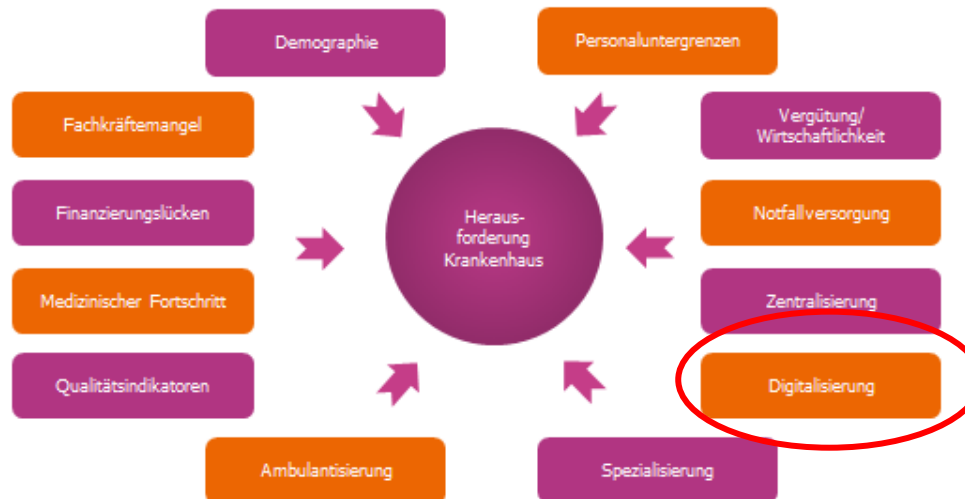 Demographie
Personaluntergrenzen
Fachkräftemangel
Vergütung/
Wirtschaftlichkeit
Finanzierungslücken
Notfallversorgung
Heraus-
forderung
Krankenhaus
Medizinischer Fortschritt
Zentralisierung
Qualitätsindikatoren
Digitalisierung
Ambulantisierung
Spezialisierung